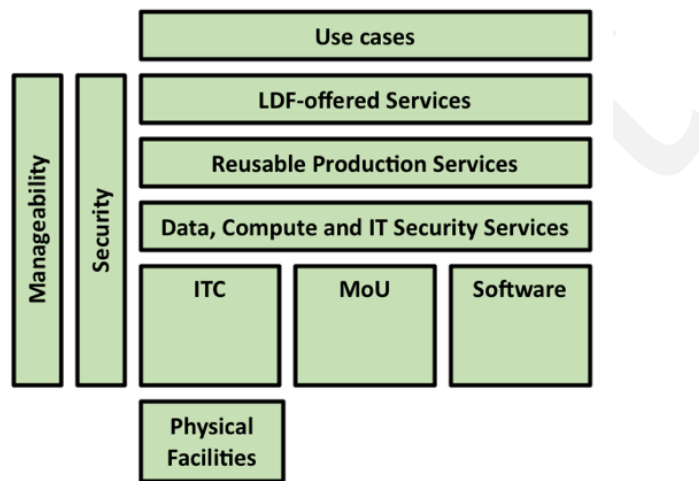 Use cases
LDF-offered Services
Reusable Production Services
Data, Compute and IT Security Services
Manageability
Security
ITC
MoU
Software
Physical
Facilities